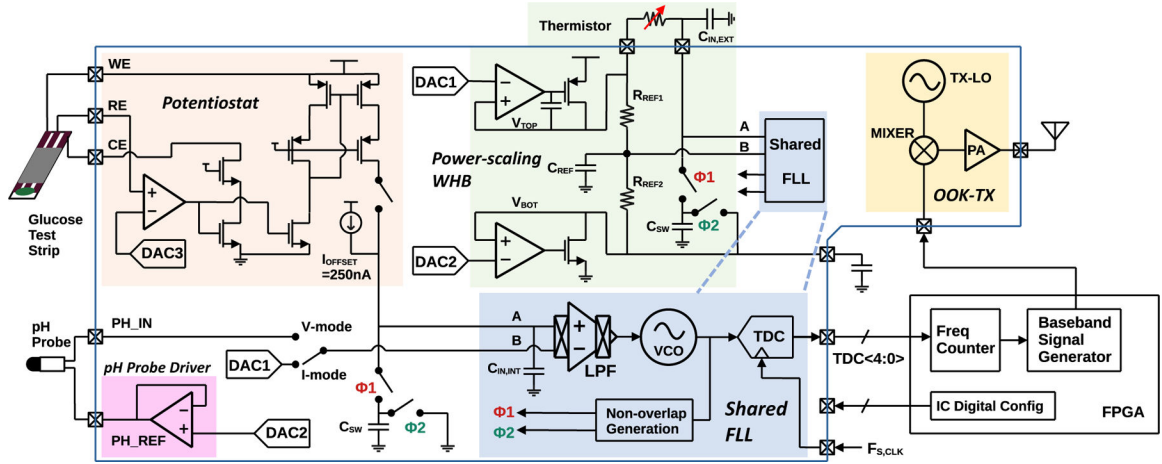 Thermistor
C_IN,EXT
WE
Potentiostat
RE
CE
DAC3
I_OFFSET
=250nA
Glucose
Test
Strip
DAC1
V_TOP
R_REF1
Power-scaling
WHB
C_REF
R_REF2
V_BOT
DAC2
A
B
Shared
FLL
Φ1
Φ2
C_SW
TX-LO
MIXER
PA
OOK-TX
pH
Probe
PH_IN
V-mode
DAC1
I-mode
pH Probe Driver
PH_REF
DAC2
Φ1
Φ2
C_SW
A
B
C_IN,INT
LPF
VCO
TDC
Φ1
Φ2
Non-overlap
Generation
Shared
FLL
TDC<4:0>
F_S,CLK
Freq
Counter
Baseband
Signal
Generator
IC Digital Config
FPGA